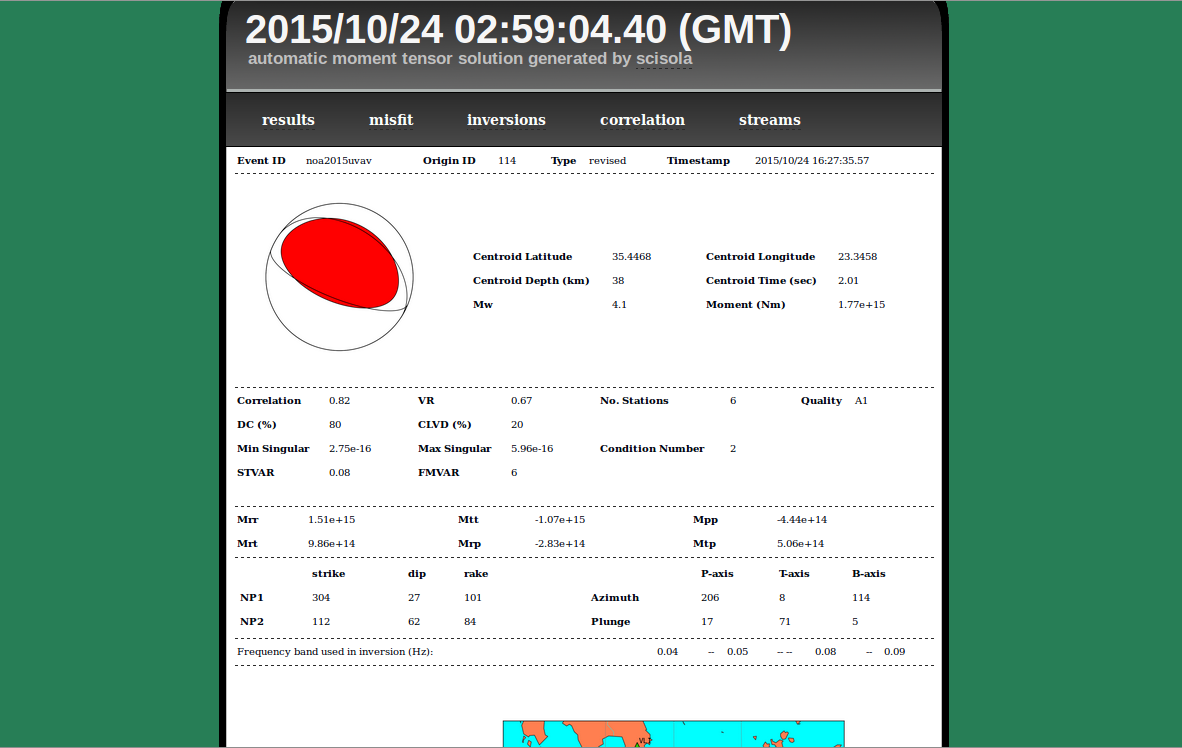 2015/10/24 02:59:04.40 (GMT)
automatic moment tensor solution generated by scisola
results misfit inversions correlation streams
Event ID noa2015uvav Origin ID 114 Type revised Timestamp 2015/10/24 16:27:35.57
Centroid Latitude 35.4468 Centroid Longitude 23.3458
Centroid Depth (km) 38 Centroid Time (sec) 2.01
Mw 4.1 Moment (Nm) 1.77e+15
Correlation 0.82 VR 0.67 No. Stations 6 Quality A1
DC (%) 80 CLVD (%) 20
Min Singular 2.75e-16 Max Singular 5.96e-16 Condition Number 2
STVAR 0.08 FMVAR 6
Mrr 1.51e+15 Mtt -1.07e+15 Mpp -4.44e+14
Mrt 9.86e+14 Mrp -2.83e+14 Mtp 5.06e+14
strike dip rake P-axis T-axis B-axis
NP1 304 27 101 Azimuth 206 8 114
NP2 112 62 84 Plunge 17 71 5
Frequency band used in inversion (Hz): 0.04 -- 0.05 -- -- 0.08 -- 0.09